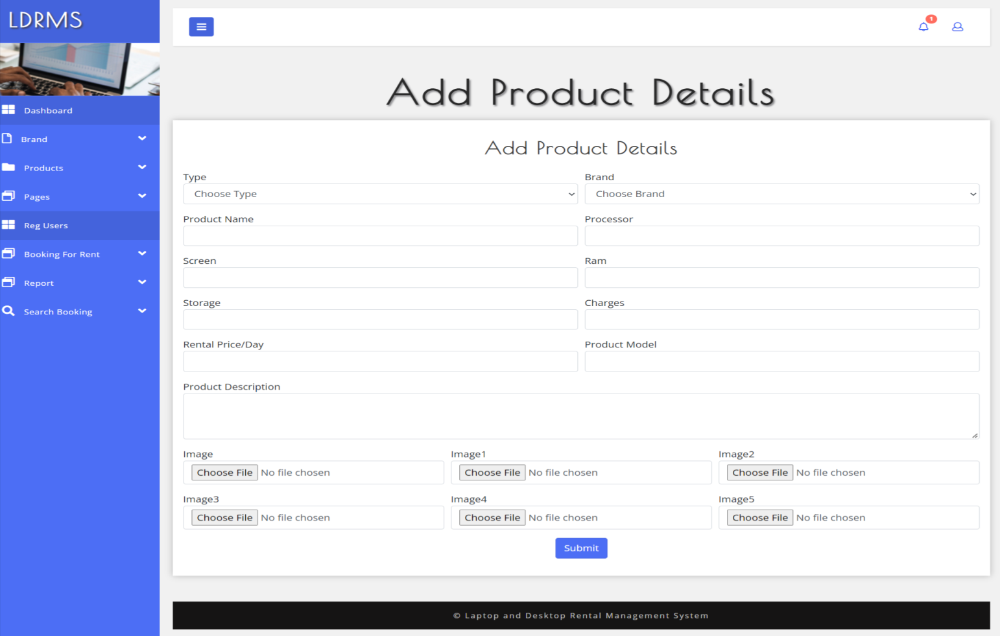 LDRMS
1
Dashboard
Brand
Products
Pages
Reg Users
Booking For Rent
Report
Search Booking
Add Product Details
Add Product Details
Type
Brand
Choose Type
Choose Brand
Product Name
Processor
Screen
Ram
Storage
Charges
Rental Price/Day
Product Model
Product Description
Image
Image1
Image2
Choose File No file chosen
Choose File No file chosen
Choose File No file chosen
Image3
Image4
Image5
Choose File No file chosen
Choose File No file chosen
Choose File No file chosen
Submit
© Laptop and Desktop Rental Management System